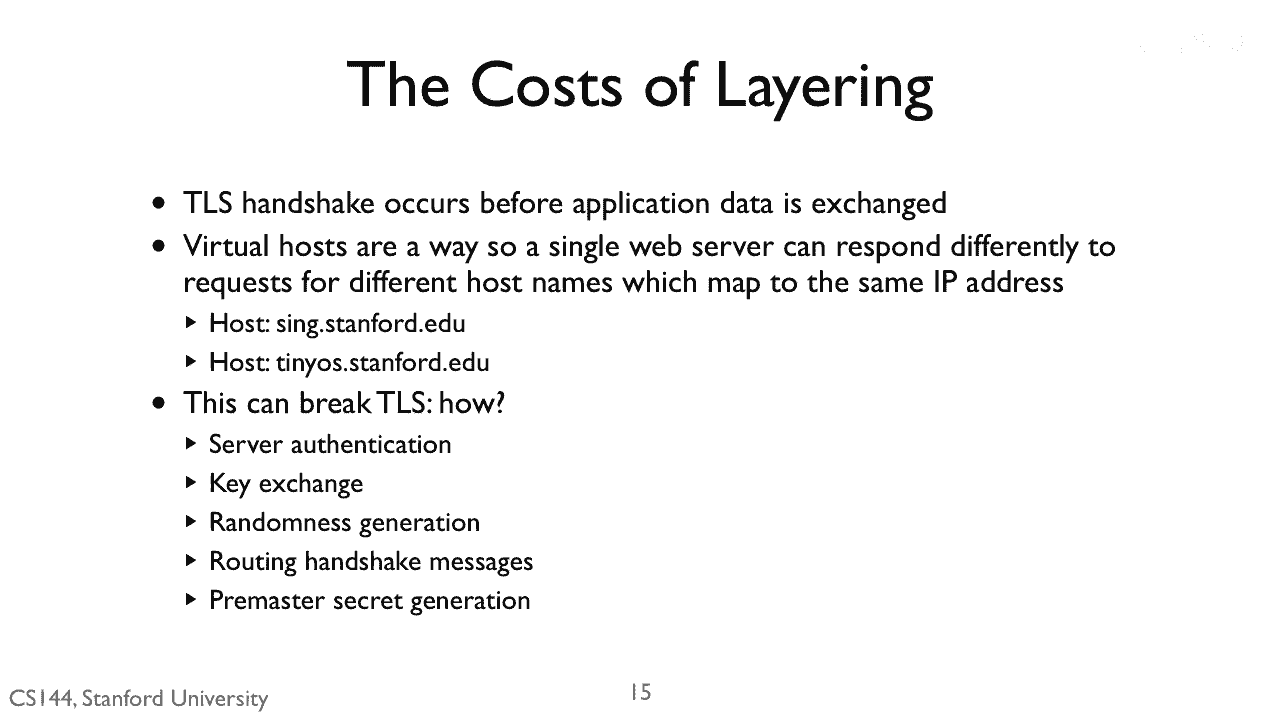 The Costs of Layering
• TLS handshake occurs before application data is exchanged
• Virtual hosts are a way so a single web server can respond differently to
requests for different host names which map to the same IP address
▸ Host: sing.stanford.edu
▸ Host: tinyos.stanford.edu
• This can break TLS: how?
▸ Server authentication
▸ Key exchange
▸ Randomness generation
▸ Routing handshake messages
▸ Premaster secret generation
CS144, Stanford University
15